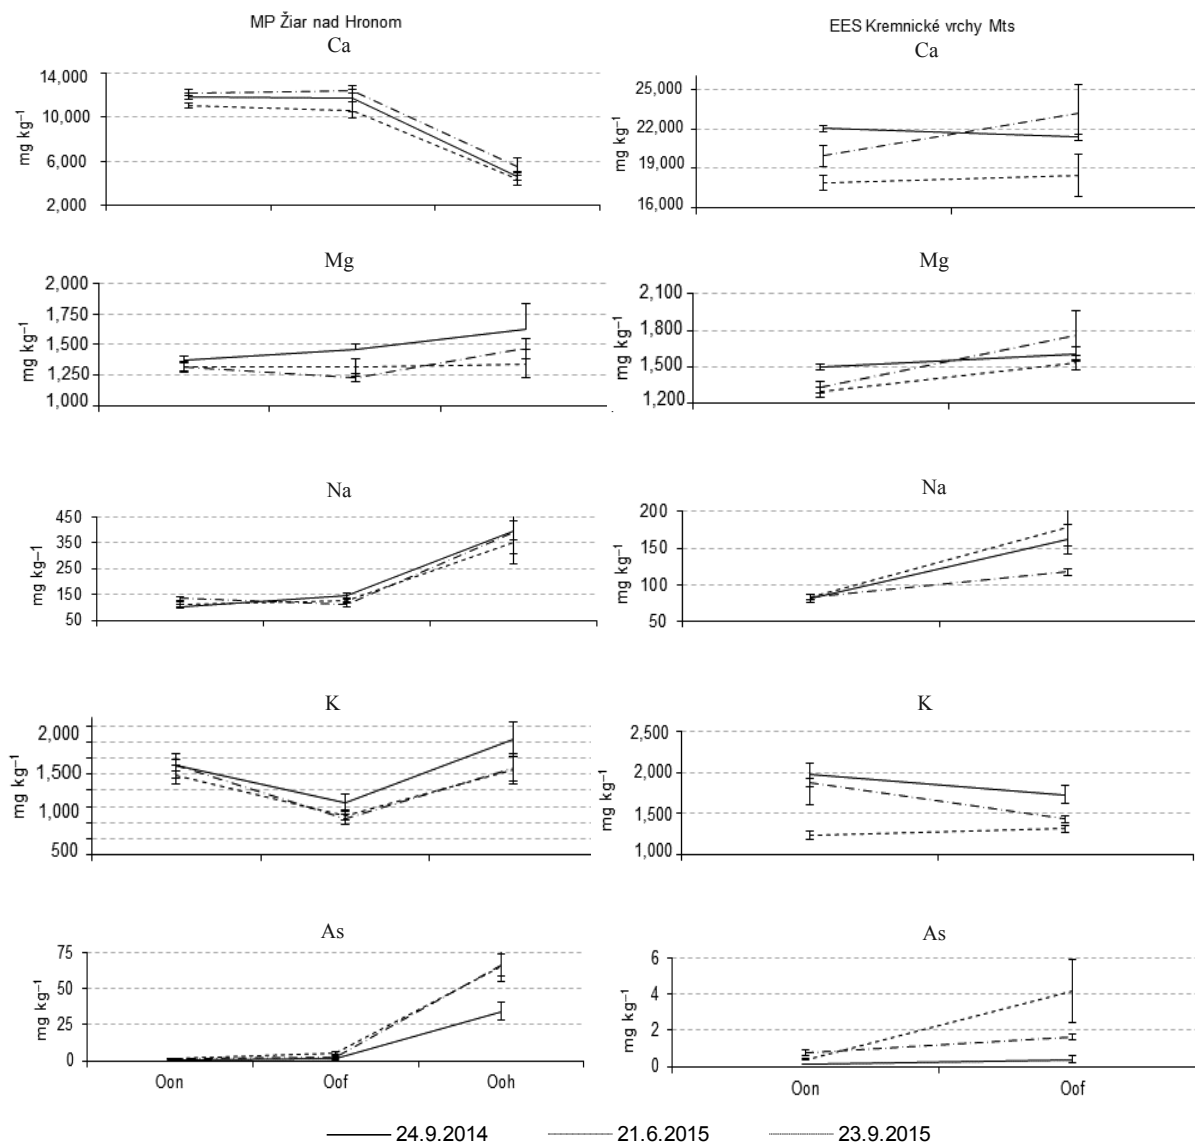 MP Žiar nad Hronom
Ca
14,000
10,000
6,000
2,000
mg kg–1
EES Kremnické vrchy Mts
Ca
25,000
22,000
19,000
16,000
mg kg–1
Mg
2,000
1,750
1,500
1,250
1,000
mg kg–1
Mg
2,100
1,800
1,500
1,200
mg kg–1
Na
450
350
250
150
50
mg kg–1
Na
200
150
100
50
mg kg–1
K
2,000
1,500
1,000
500
mg kg–1
K
2,500
2,000
1,500
1,000
mg kg–1
As
75
50
25
0
mg kg–1
Oon Oof Ooh
As
6
4
2
0
mg kg–1
Oon Oof
24.9.2014 21.6.2015 23.9.2015